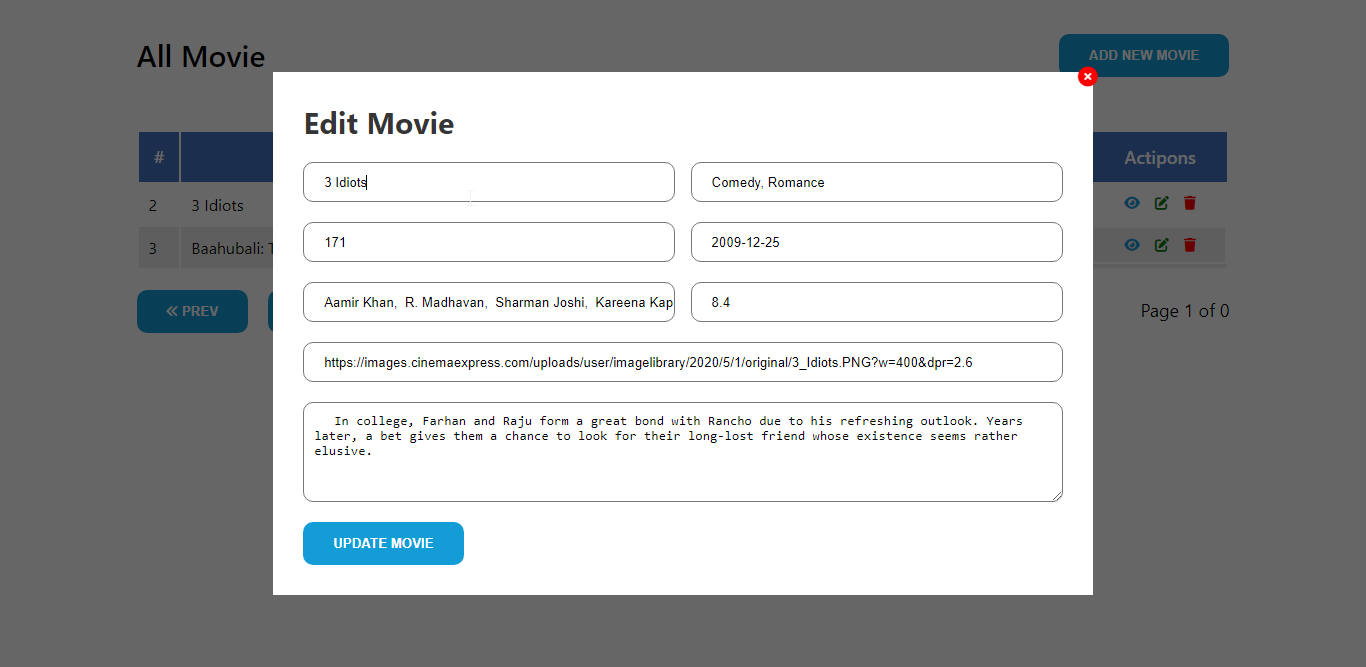 All Movie
ADD NEW MOVIE
Edit Movie
# Actipons
3 Idiots
Comedy, Romance
171
2009-12-25
2 3 Idiots
3 Baahubali:
Aamir Khan, R. Madhavan, Sharman Joshi, Kareena Kap
8.4
PREV
Page 1 of 0
https://images.cinemaexpress.com/uploads/user/imagelibrary/2020/5/1/original/3_Idiots.PNG?w=400&dpr=2.6
In college, Farhan and Raju form a great bond with Rancho due to his refreshing outlook. Years
later, a bet gives them a chance to look for their long-lost friend whose existence seems rather
elusive.
UPDATE MOVIE